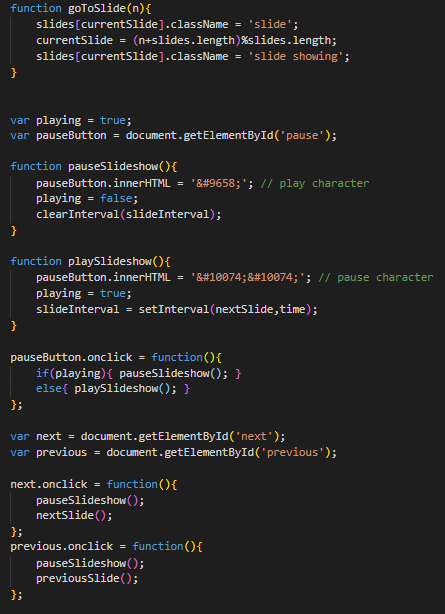 function goToSlide(n){
    slides[currentSlide].className = 'slide';
    currentSlide = (n+slides.length)%slides.length;
    slides[currentSlide].className = 'slide showing';
}
var playing = true;
var pauseButton = document.getElementById('pause');
function pauseSlideshow(){
    pauseButton.innerHTML = '&#9658;'; // play character
    playing = false;
    clearInterval(slideInterval);
}
function playSlideshow(){
    pauseButton.innerHTML = '&#10074;&#10074;'; // pause character
    playing = true;
    slideInterval = setInterval(nextSlide,time);
}
pauseButton.onclick = function(){
    if(playing){ pauseSlideshow(); }
    else{ playSlideshow(); }
};
var next = document.getElementById('next');
var previous = document.getElementById('previous');
next.onclick = function(){
    pauseSlideshow();
    nextSlide();
};
previous.onclick = function(){
    pauseSlideshow();
    previousSlide();
};